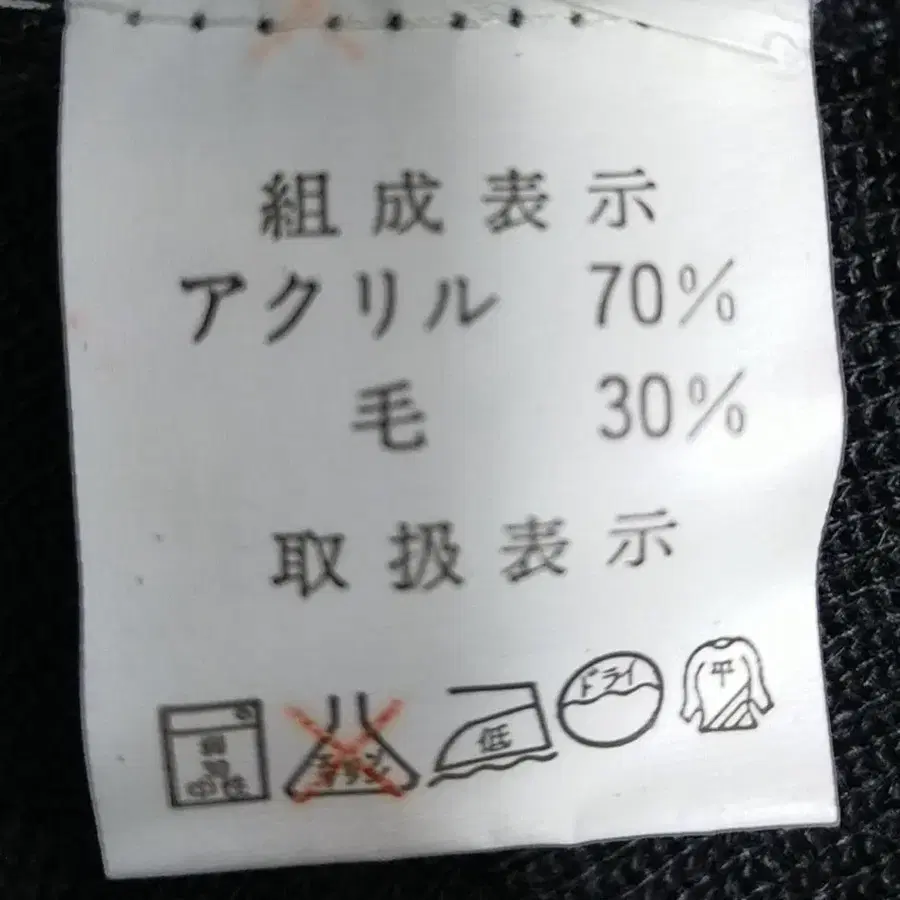 組成表示
アクリル 70%
毛 30%
取扱表示
低 ドライ 平